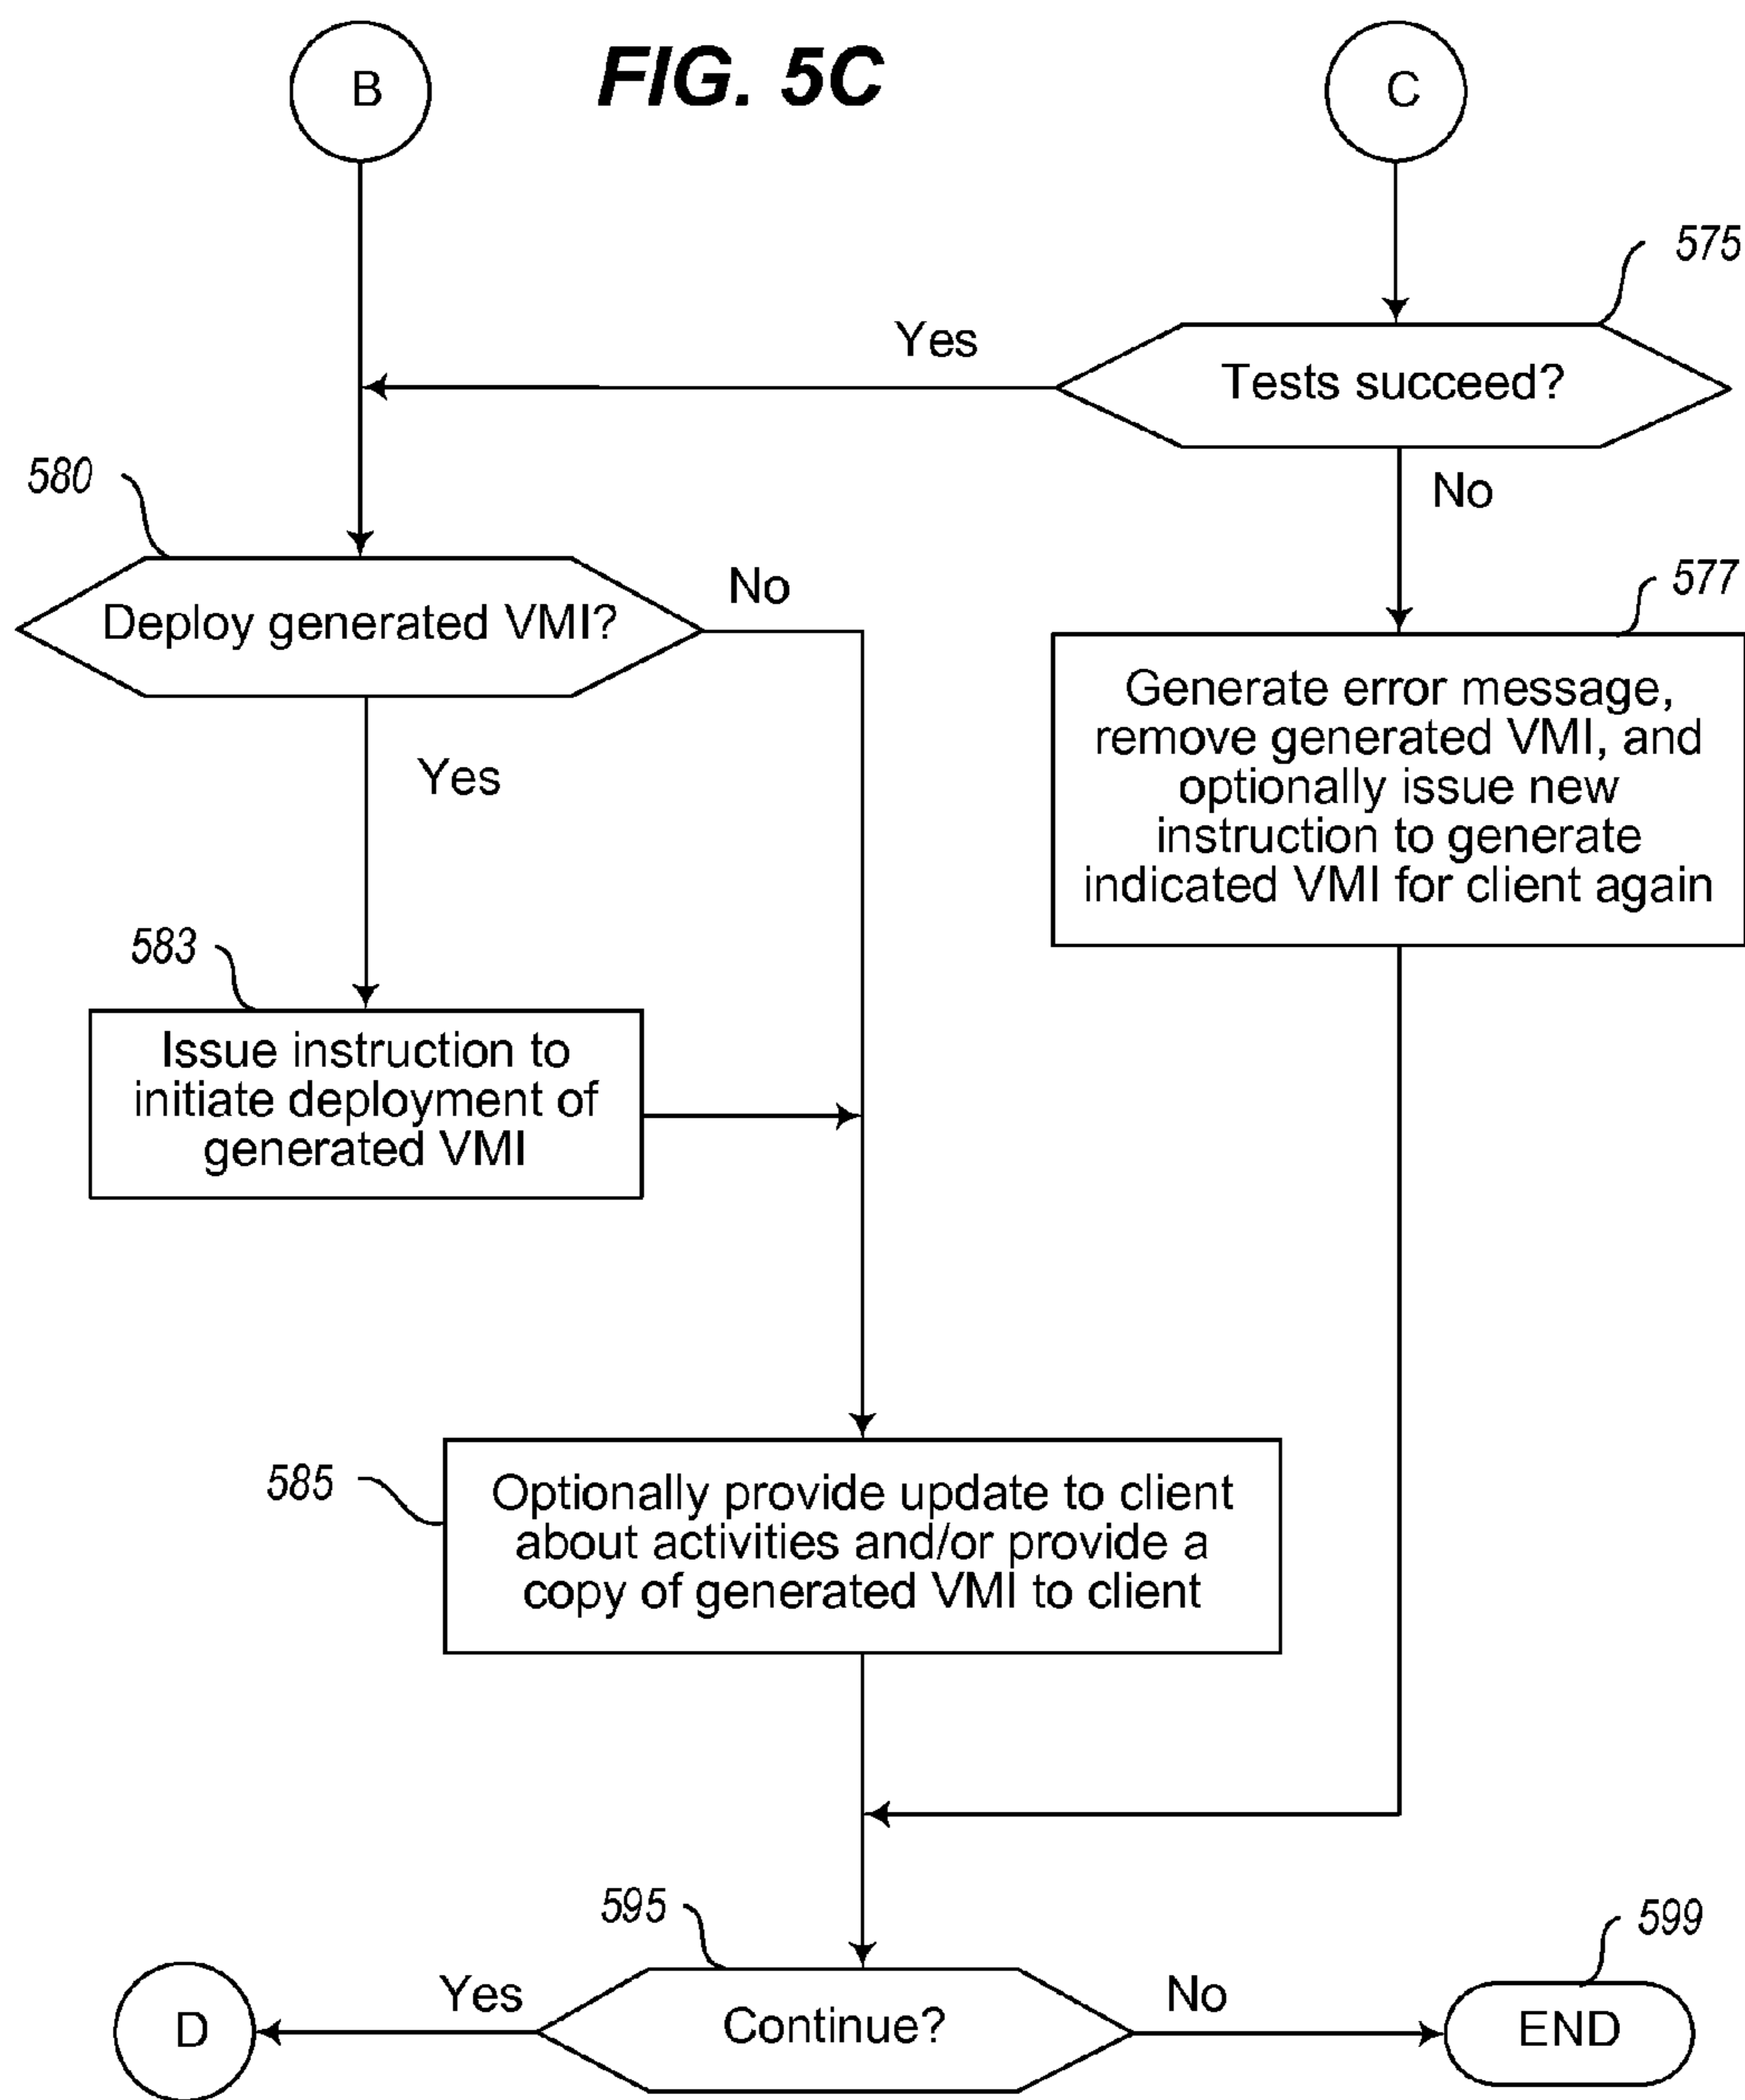 B
FIG. 5C
C
575
Yes
Tests succeed?
580
No
577
Deploy generated VMI?
No
Generate error message,
remove generated VMI, and
optionally issue new
instruction to generate
indicated VMI for client again
Yes
583
Issue instruction to
initiate deployment of
generated VMI
585
Optionally provide update to client
about activities and/or provide a
copy of generated VMI to client
595
599
D
Yes
Continue?
No
END